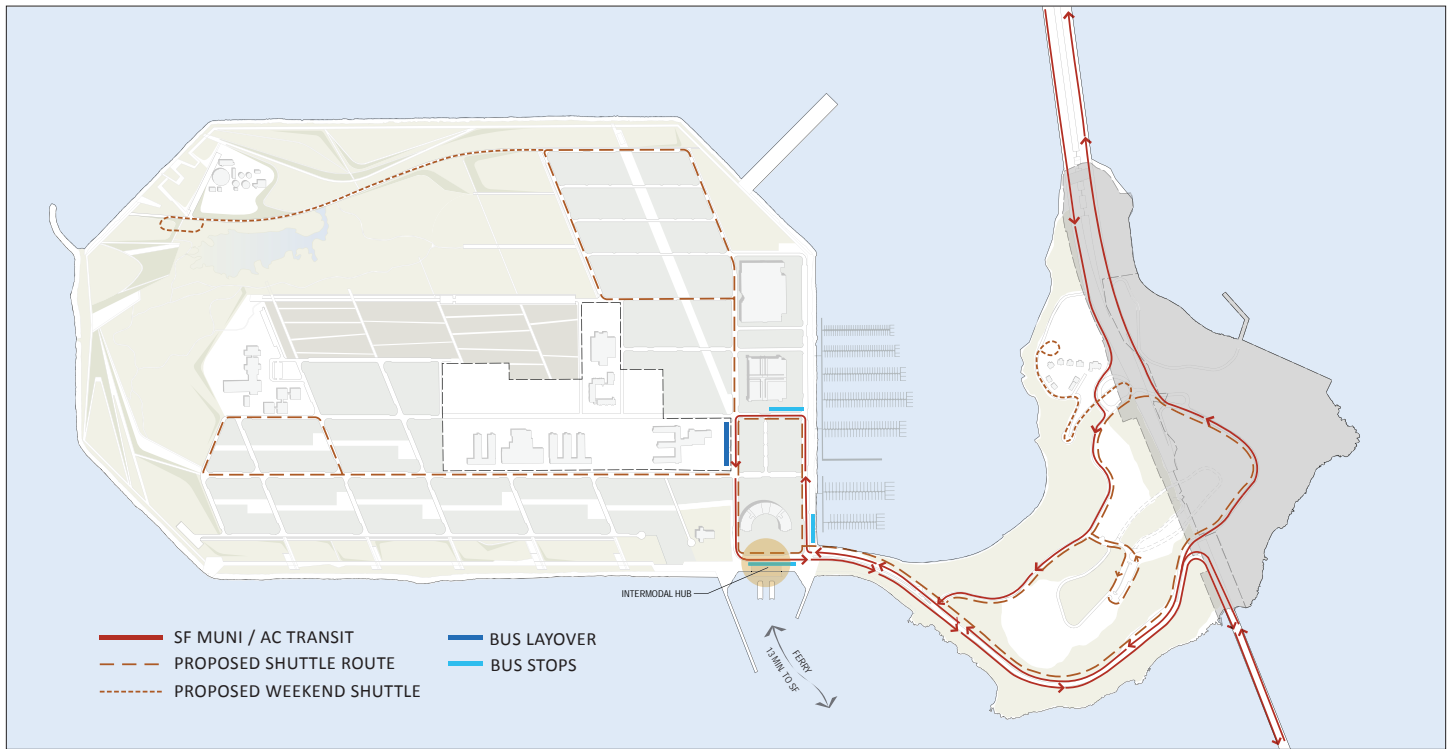 INTERMODAL HUB
FERRY
13 MIN TO SF
SF MUNI / AC TRANSIT
PROPOSED SHUTTLE ROUTE
PROPOSED WEEKEND SHUTTLE
BUS LAYOVER
BUS STOPS